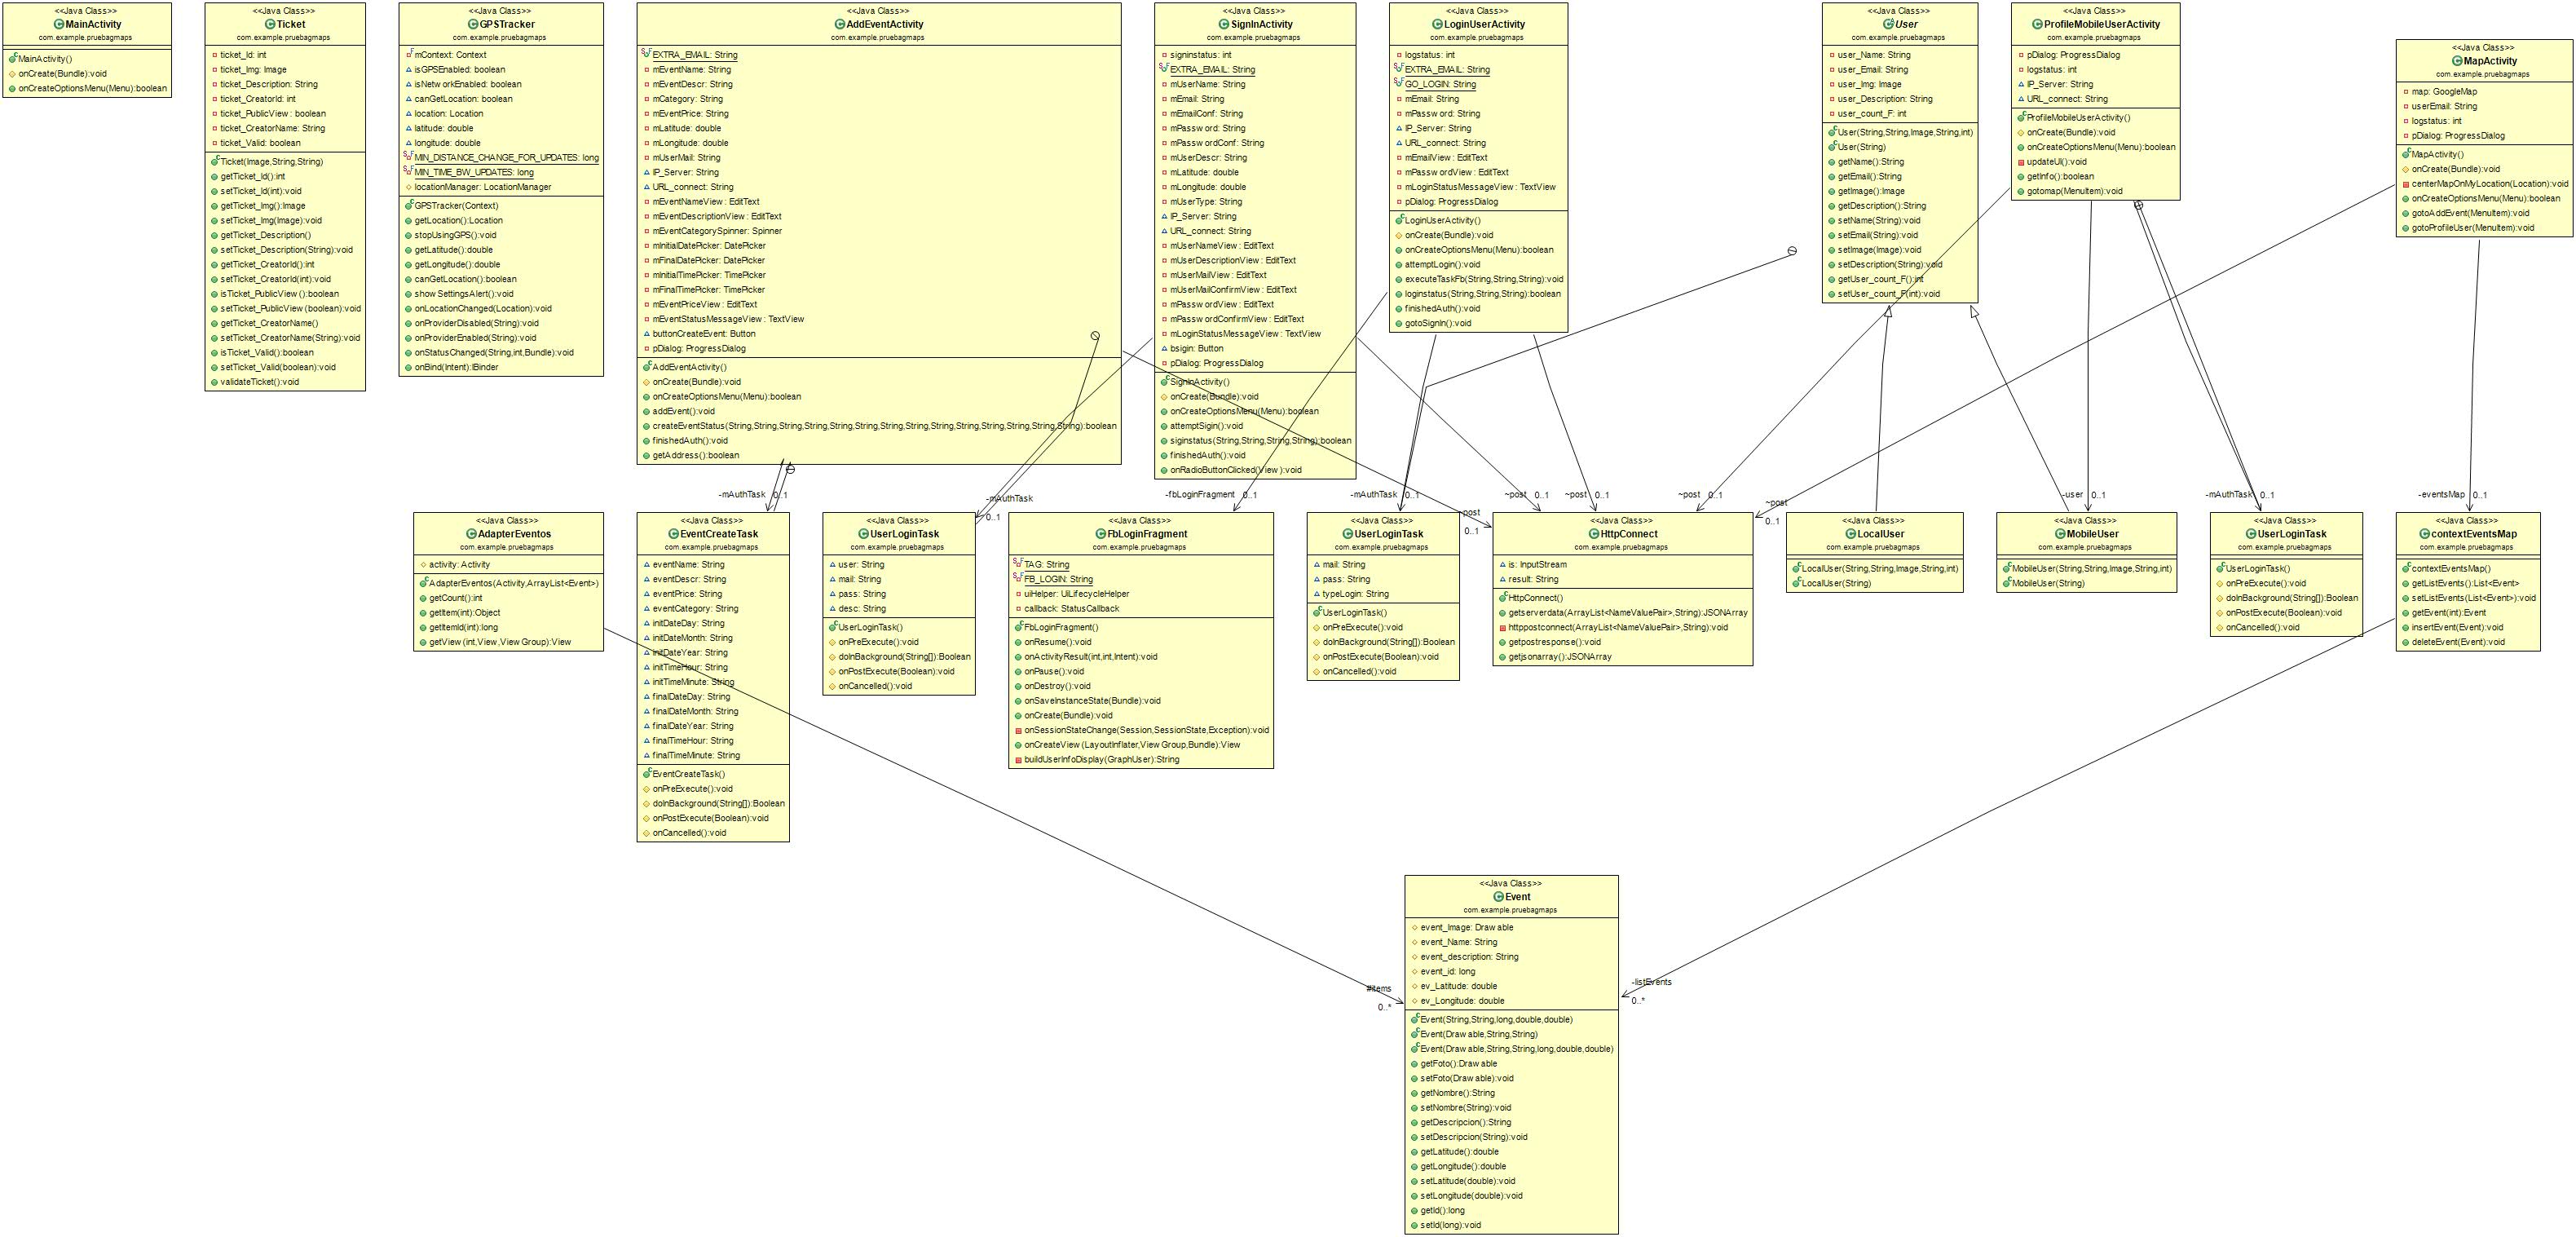 <<Java Class>>
MainActivity
com.example.pruebagmaps
MainActivity()
onCreate(Bundle):void
onCreateOptionsMenu(Menu):boolean
<<Java Class>>
Ticket
com.example.pruebagmaps
ticket_Id: int
ticket_Img: Image
ticket_Description: String
ticket_CreatorId: int
ticket_PublicView : boolean
ticket_CreatorName: String
ticket_Valid: boolean
Ticket(Image,String,String)
getTicket_Id():int
setTicket_Id(int):void
getTicket_Img():Image
setTicket_Img(Image):void
getTicket_Description()
setTicket_Description(String):void
getTicket_CreatorId():int
setTicket_CreatorId(int):void
isTicket_PublicView ():boolean
setTicket_PublicView (boolean):void
getTicket_CreatorName()
setTicket_CreatorName(String):void
isTicket_Valid():boolean
setTicket_Valid(boolean):void
validateTicket():void
<<Java Class>>
GPSTracker
com.example.pruebagmaps
mContext: Context
isGPSEnabled: boolean
isNetw orkEnabled: boolean
canGetLocation: boolean
location: Location
latitude: double
longitude: double
MIN_DISTANCE_CHANGE_FOR_UPDATES: long
MIN_TIME_BW_UPDATES: long
locationManager: LocationManager
GPSTracker(Context)
getLocation():Location
stopUsingGPS():void
getLatitude():double
getLongitude():double
canGetLocation():boolean
show SettingsAlert():void
onLocationChanged(Location):void
onProviderDisabled(String):void
onProviderEnabled(String):void
onStatusChanged(String,int,Bundle):void
onBind(Intent):IBinder
<<Java Class>>
AddEventActivity
com.example.pruebagmaps
EXTRA_EMAIL: String
mEventName: String
mEventDescr: String
mCategory: String
mEventPrice: String
mLatitude: double
mLongitude: double
mUserMail: String
IP_Server: String
URL_connect: String
mEventNameView : EditText
mEventDescriptionView : EditText
mEventCategorySpinner: Spinner
mInitialDatePicker: DatePicker
mFinalDatePicker: DatePicker
mInitialTimePicker: TimePicker
mFinalTimePicker: TimePicker
mEventPriceView : EditText
mEventStatusMessageView : TextView
buttonCreateEvent: Button
pDialog: ProgressDialog
AddEventActivity()
onCreate(Bundle):void
onCreateOptionsMenu(Menu):boolean
addEvent():void
createEventStatus(String,String,String,String,String,String,String,String,String,String,String,String,String,String):boolean
finishedAuth():void
getAddress():boolean
<<Java Class>>
SignInActivity
com.example.pruebagmaps
signinstatus: int
EXTRA_EMAIL: String
mUserName: String
mEmail: String
mEmailConf: String
mPassw ord: String
mPassw ordConf: String
mUserDescr: String
mLatitude: double
mLongitude: double
mUserType: String
IP_Server: String
URL_connect: String
mUserNameView : EditText
mUserDescriptionView : EditText
mUserMailView : EditText
mUserMailConfirmView : EditText
mPassw ordView : EditText
mPassw ordConfirmView : EditText
mLoginStatusMessageView : TextView
bsigin: Button
pDialog: ProgressDialog
SignInActivity()
onCreate(Bundle):void
onCreateOptionsMenu(Menu):boolean
attemptSigin():void
siginstatus(String,String,String,String):boolean
finishedAuth():void
onRadioButtonClicked(View ):void
<<Java Class>>
LoginUserActivity
com.example.pruebagmaps
logstatus: int
EXTRA_EMAIL: String
GO_LOGIN: String
mEmail: String
mPassw ord: String
IP_Server: String
URL_connect: String
mEmailView : EditText
mPassw ordView : EditText
mLoginStatusMessageView : TextView
pDialog: ProgressDialog
LoginUserActivity()
onCreate(Bundle):void
onCreateOptionsMenu(Menu):boolean
attemptLogin():void
executeTaskFb(String,String,String):void
loginstatus(String,String,String):boolean
finishedAuth():void
gotoSignIn():void
<<Java Class>>
User
com.example.pruebagmaps
user_Name: String
user_Email: String
user_Img: Image
user_Description: String
user_count_F: int
User(String,String,Image,String,int)
User(String)
getName():String
getEmail():String
getImage():Image
getDescription():String
setName(String):void
setEmail(String):void
setImage(Image):void
setDescription(String):void
getUser_count_F():int
setUser_count_F(int):void
<<Java Class>>
ProfileMobileUserActivity
com.example.pruebagmaps
pDialog: ProgressDialog
logstatus: int
IP_Server: String
URL_connect: String
ProfileMobileUserActivity()
onCreate(Bundle):void
onCreateOptionsMenu(Menu):boolean
updateUI():void
getInfo():boolean
gotomap(MenuItem):void
<<Java Class>>
MapActivity
com.example.pruebagmaps
map: GoogleMap
userEmail: String
logstatus: int
pDialog: ProgressDialog
MapActivity()
onCreate(Bundle):void
centerMapOnMyLocation(Location):void
onCreateOptionsMenu(Menu):boolean
gotoAddEvent(MenuItem):void
gotoProfileUser(MenuItem):void
-mAuthTask 0..1
-mAuthTask
0..1
-fbLoginFragment 0..1
-mAuthTask 0..1
~post
0..1
~post 0..1
~post 0..1
~post 0..1
~post
0..1
-user 0..1
-mAuthTask 0..1
-eventsMap 0..1
<<Java Class>>
AdapterEventos
com.example.pruebagmaps
activity: Activity
AdapterEventos(Activity,ArrayList<Event>)
getCount():int
getItem(int):Object
getItemId(int):long
getView (int,View ,View Group):View
<<Java Class>>
EventCreateTask
com.example.pruebagmaps
eventName: String
eventDescr: String
eventPrice: String
eventCategory: String
initDateDay: String
initDateMonth: String
initDateYear: String
initTimeHour: String
initTimeMinute: String
finalDateDay: String
finalDateMonth: String
finalDateYear: String
finalTimeHour: String
finalTimeMinute: String
EventCreateTask()
onPreExecute():void
doInBackground(String[]):Boolean
onPostExecute(Boolean):void
onCancelled():void
<<Java Class>>
UserLoginTask
com.example.pruebagmaps
user: String
mail: String
pass: String
desc: String
UserLoginTask()
onPreExecute():void
doInBackground(String[]):Boolean
onPostExecute(Boolean):void
onCancelled():void
<<Java Class>>
FbLoginFragment
com.example.pruebagmaps
TAG: String
FB_LOGIN: String
uiHelper: UiLifecycleHelper
callback: StatusCallback
FbLoginFragment()
onResume():void
onActivityResult(int,int,Intent):void
onPause():void
onDestroy():void
onSaveInstanceState(Bundle):void
onCreate(Bundle):void
onSessionStateChange(Session,SessionState,Exception):void
onCreateView (LayoutInflater,View Group,Bundle):View
buildUserInfoDisplay(GraphUser):String
<<Java Class>>
UserLoginTask
com.example.pruebagmaps
mail: String
pass: String
typeLogin: String
UserLoginTask()
onPreExecute():void
doInBackground(String[]):Boolean
onPostExecute(Boolean):void
onCancelled():void
<<Java Class>>
HttpConnect
com.example.pruebagmaps
is: InputStream
result: String
HttpConnect()
getserverdata(ArrayList<NameValuePair>,String):JSONArray
httppostconnect(ArrayList<NameValuePair>,String):void
getpostresponse():void
getjsonarray():JSONArray
<<Java Class>>
LocalUser
com.example.pruebagmaps
LocalUser(String,String,Image,String,int)
LocalUser(String)
<<Java Class>>
MobileUser
com.example.pruebagmaps
MobileUser(String,String,Image,String,int)
MobileUser(String)
<<Java Class>>
UserLoginTask
com.example.pruebagmaps
UserLoginTask()
onPreExecute():void
doInBackground(String[]):Boolean
onPostExecute(Boolean):void
onCancelled():void
<<Java Class>>
contextEventsMap
com.example.pruebagmaps
contextEventsMap()
getListEvents():List<Event>
setListEvents(List<Event>):void
getEvent(int):Event
insertEvent(Event):void
deleteEvent(Event):void
#items
0..*
-listEvents
0..*
<<Java Class>>
Event
com.example.pruebagmaps
event_Image: Draw able
event_Name: String
event_description: String
event_id: long
ev_Latitude: double
ev_Longitude: double
Event(String,String,long,double,double)
Event(Draw able,String,String)
Event(Draw able,String,String,long,double,double)
getFoto():Draw able
setFoto(Draw able):void
getNombre():String
setNombre(String):void
getDescripcion():String
setDescripcion(String):void
getLatitude():double
getLongitude():double
setLatitude(double):void
setLongitude(double):void
getId():long
setId(long):void